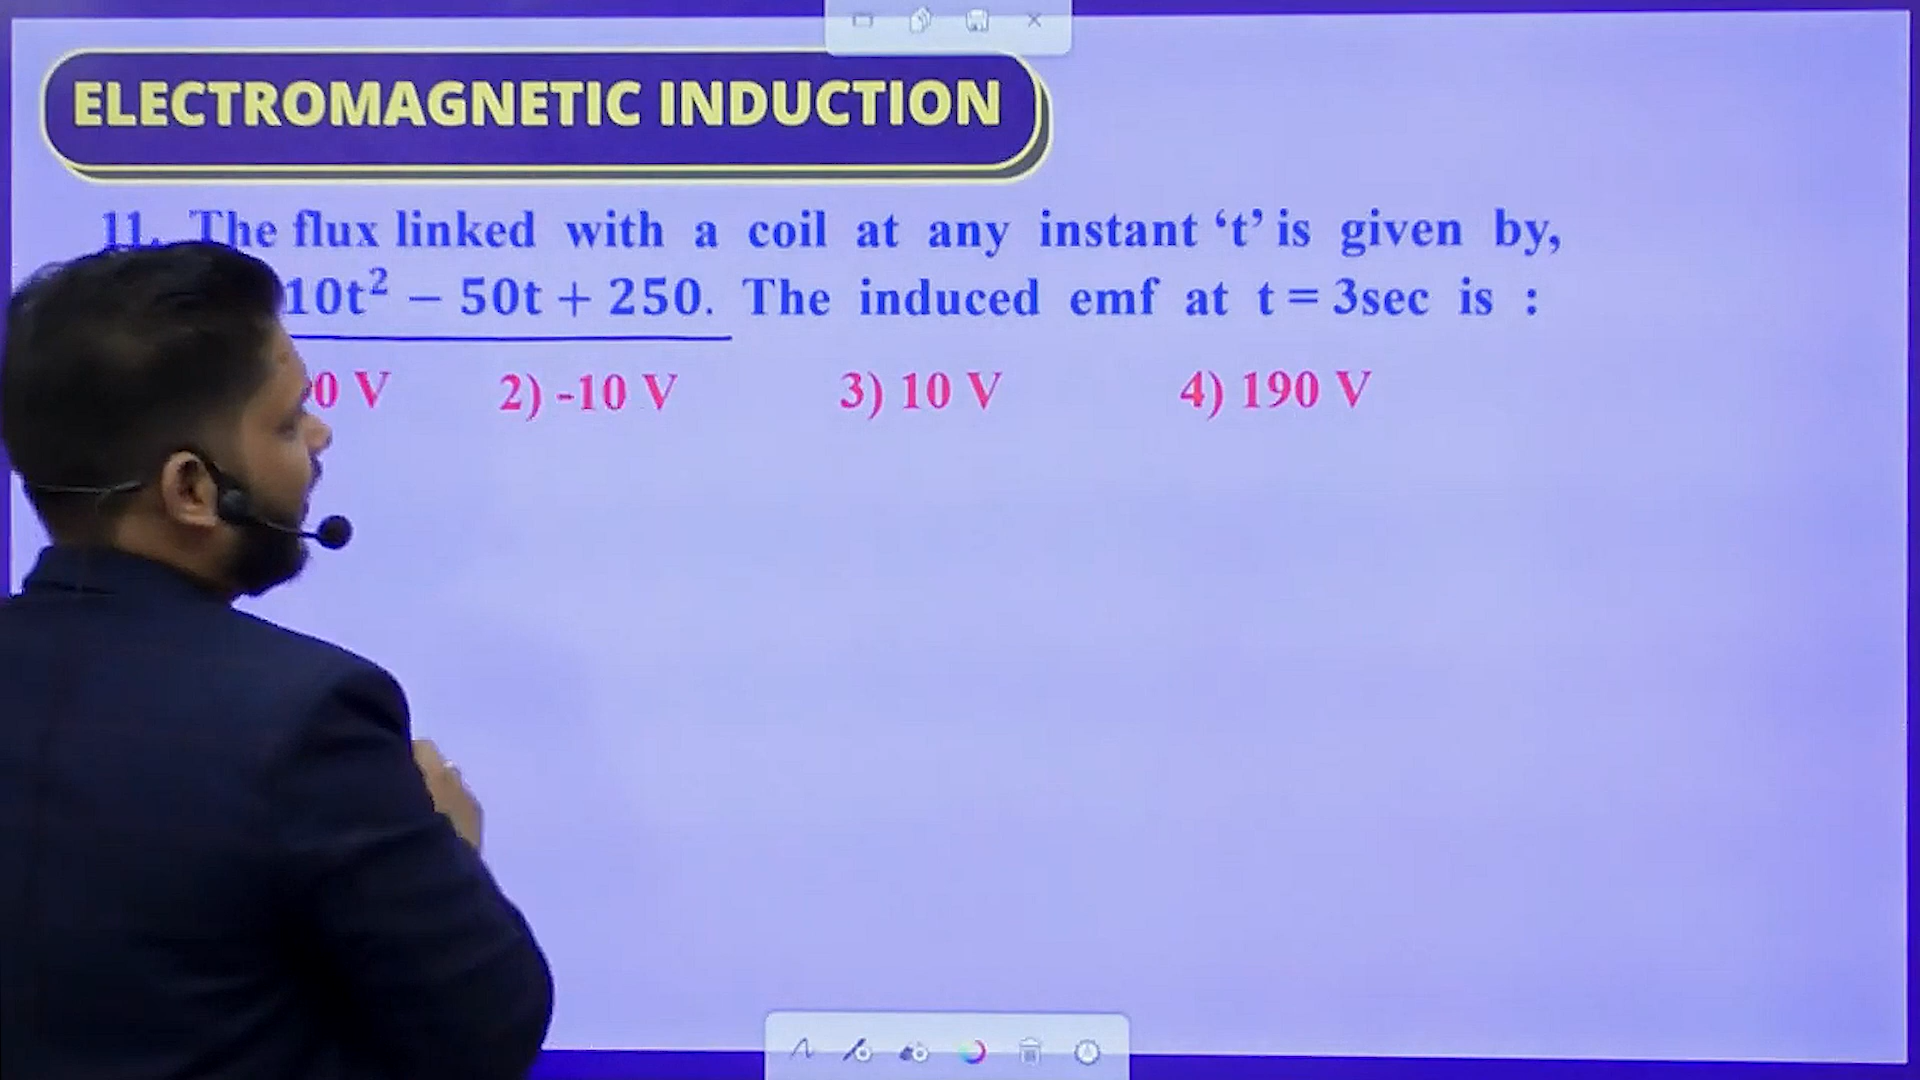 ELECTROMAGNETIC INDUCTION
11. The flux linked with a coil at any instant ‘t’ is given by,
10t² − 50t + 250. The induced emf at t = 3sec is :
0 V 2) -10 V 3) 10 V 4) 190 V